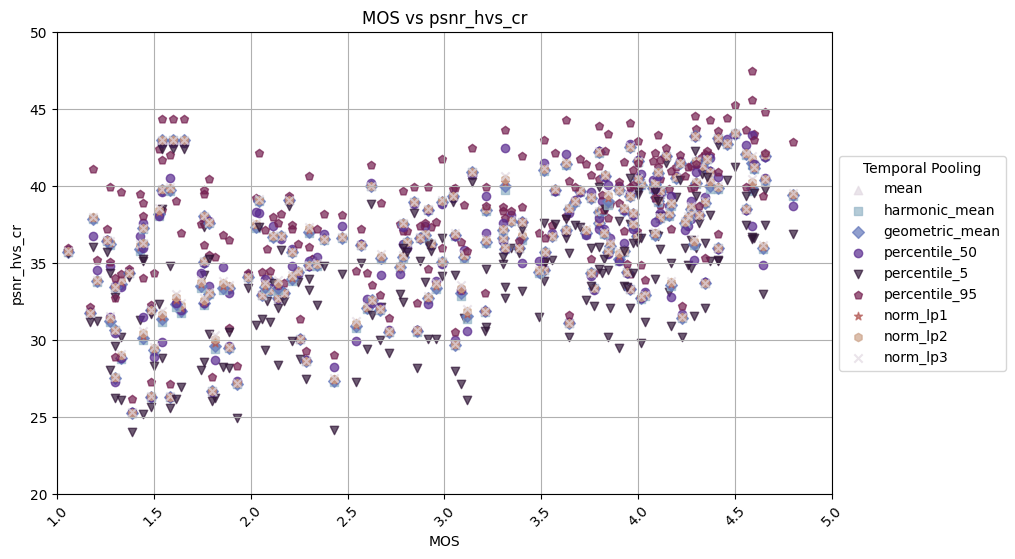 MOS vs psnr_hvs_cr
50
45
40
35
30
25
20
psnr_hvs_cr
1.0
1.5
2.0
2.5
3.0
3.5
4.0
4.5
5.0
MOS
Temporal Pooling
mean
harmonic_mean
geometric_mean
percentile_50
percentile_5
percentile_95
norm_lp1
norm_lp2
norm_lp3